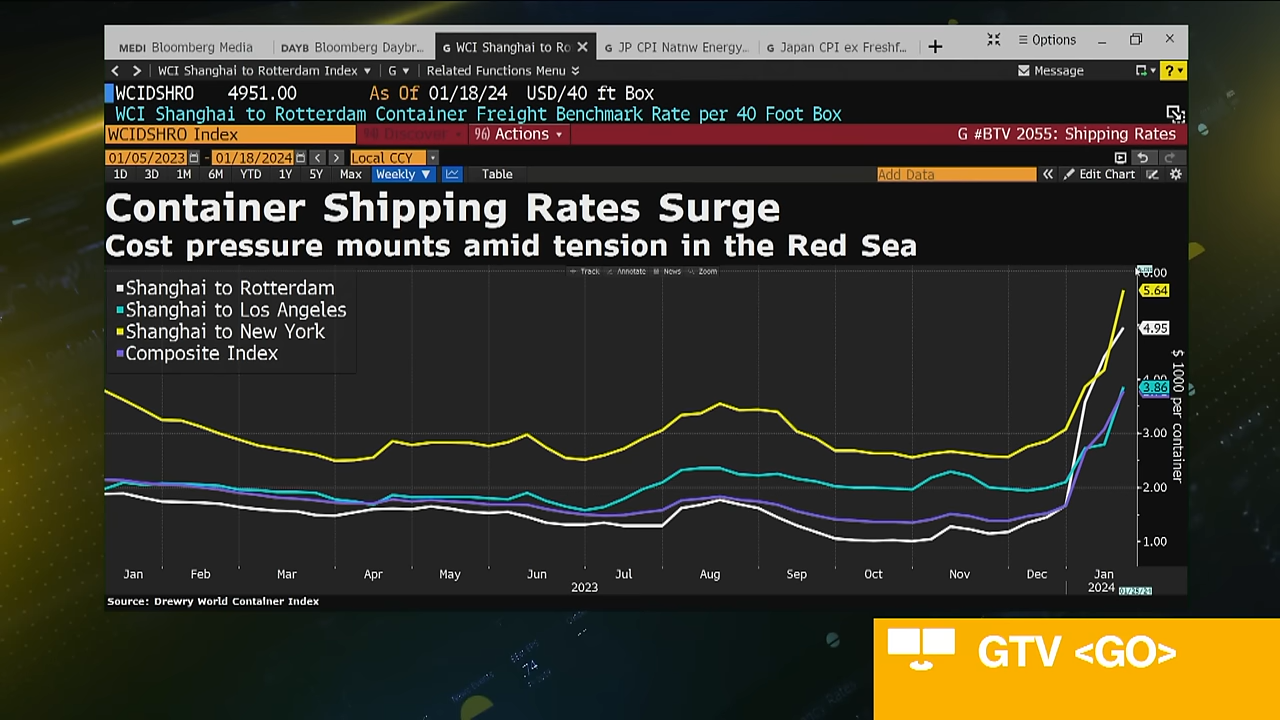 MEDI Bloomberg Media DAYB Bloomberg Daybr... G WCI Shanghai to Ro G JP CPI Natnw Energy... G Japan CPI ex Freshf... Options
WCI Shanghai to Rotterdam Index G Related Functions Menu Message ?
WCIDSHRO 4951.00 As Of 01/18/24 USD/40 ft Box
WCI Shanghai to Rotterdam Container Freight Benchmark Rate per 40 Foot Box
WCIDSHRO Index 96) Actions G #BTV 2055: Shipping Rates
01/05/2023 - 01/18/2024 Local CCY
1D 3D 1M 6M YTD 1Y 5Y Max Weekly Table Add Data Edit Chart
Container Shipping Rates Surge
Cost pressure mounts amid tension in the Red Sea
Track Annotate News Zoom
Shanghai to Rotterdam
Shanghai to Los Angeles
Shanghai to New York
Composite Index
5.64
4.95
3.86
3.00
2.00
1.00
$ 1000 per container
Jan Feb Mar Apr May Jun Jul Aug Sep Oct Nov Dec Jan
2023 2024
Source: Drewry World Container Index
GTV <GO>